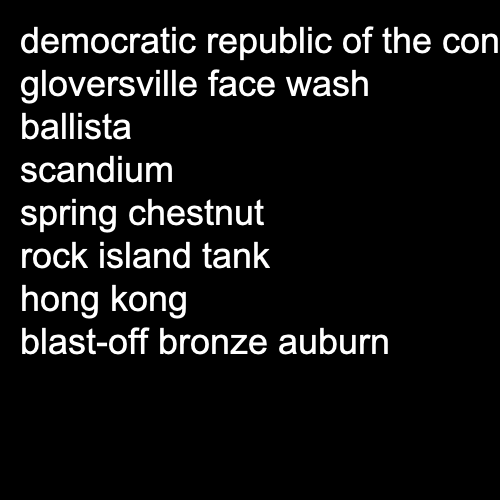 democratic republic of the con
gloversville face wash
ballista
scandium
spring chestnut
rock island tank
hong kong
blast-off bronze auburn